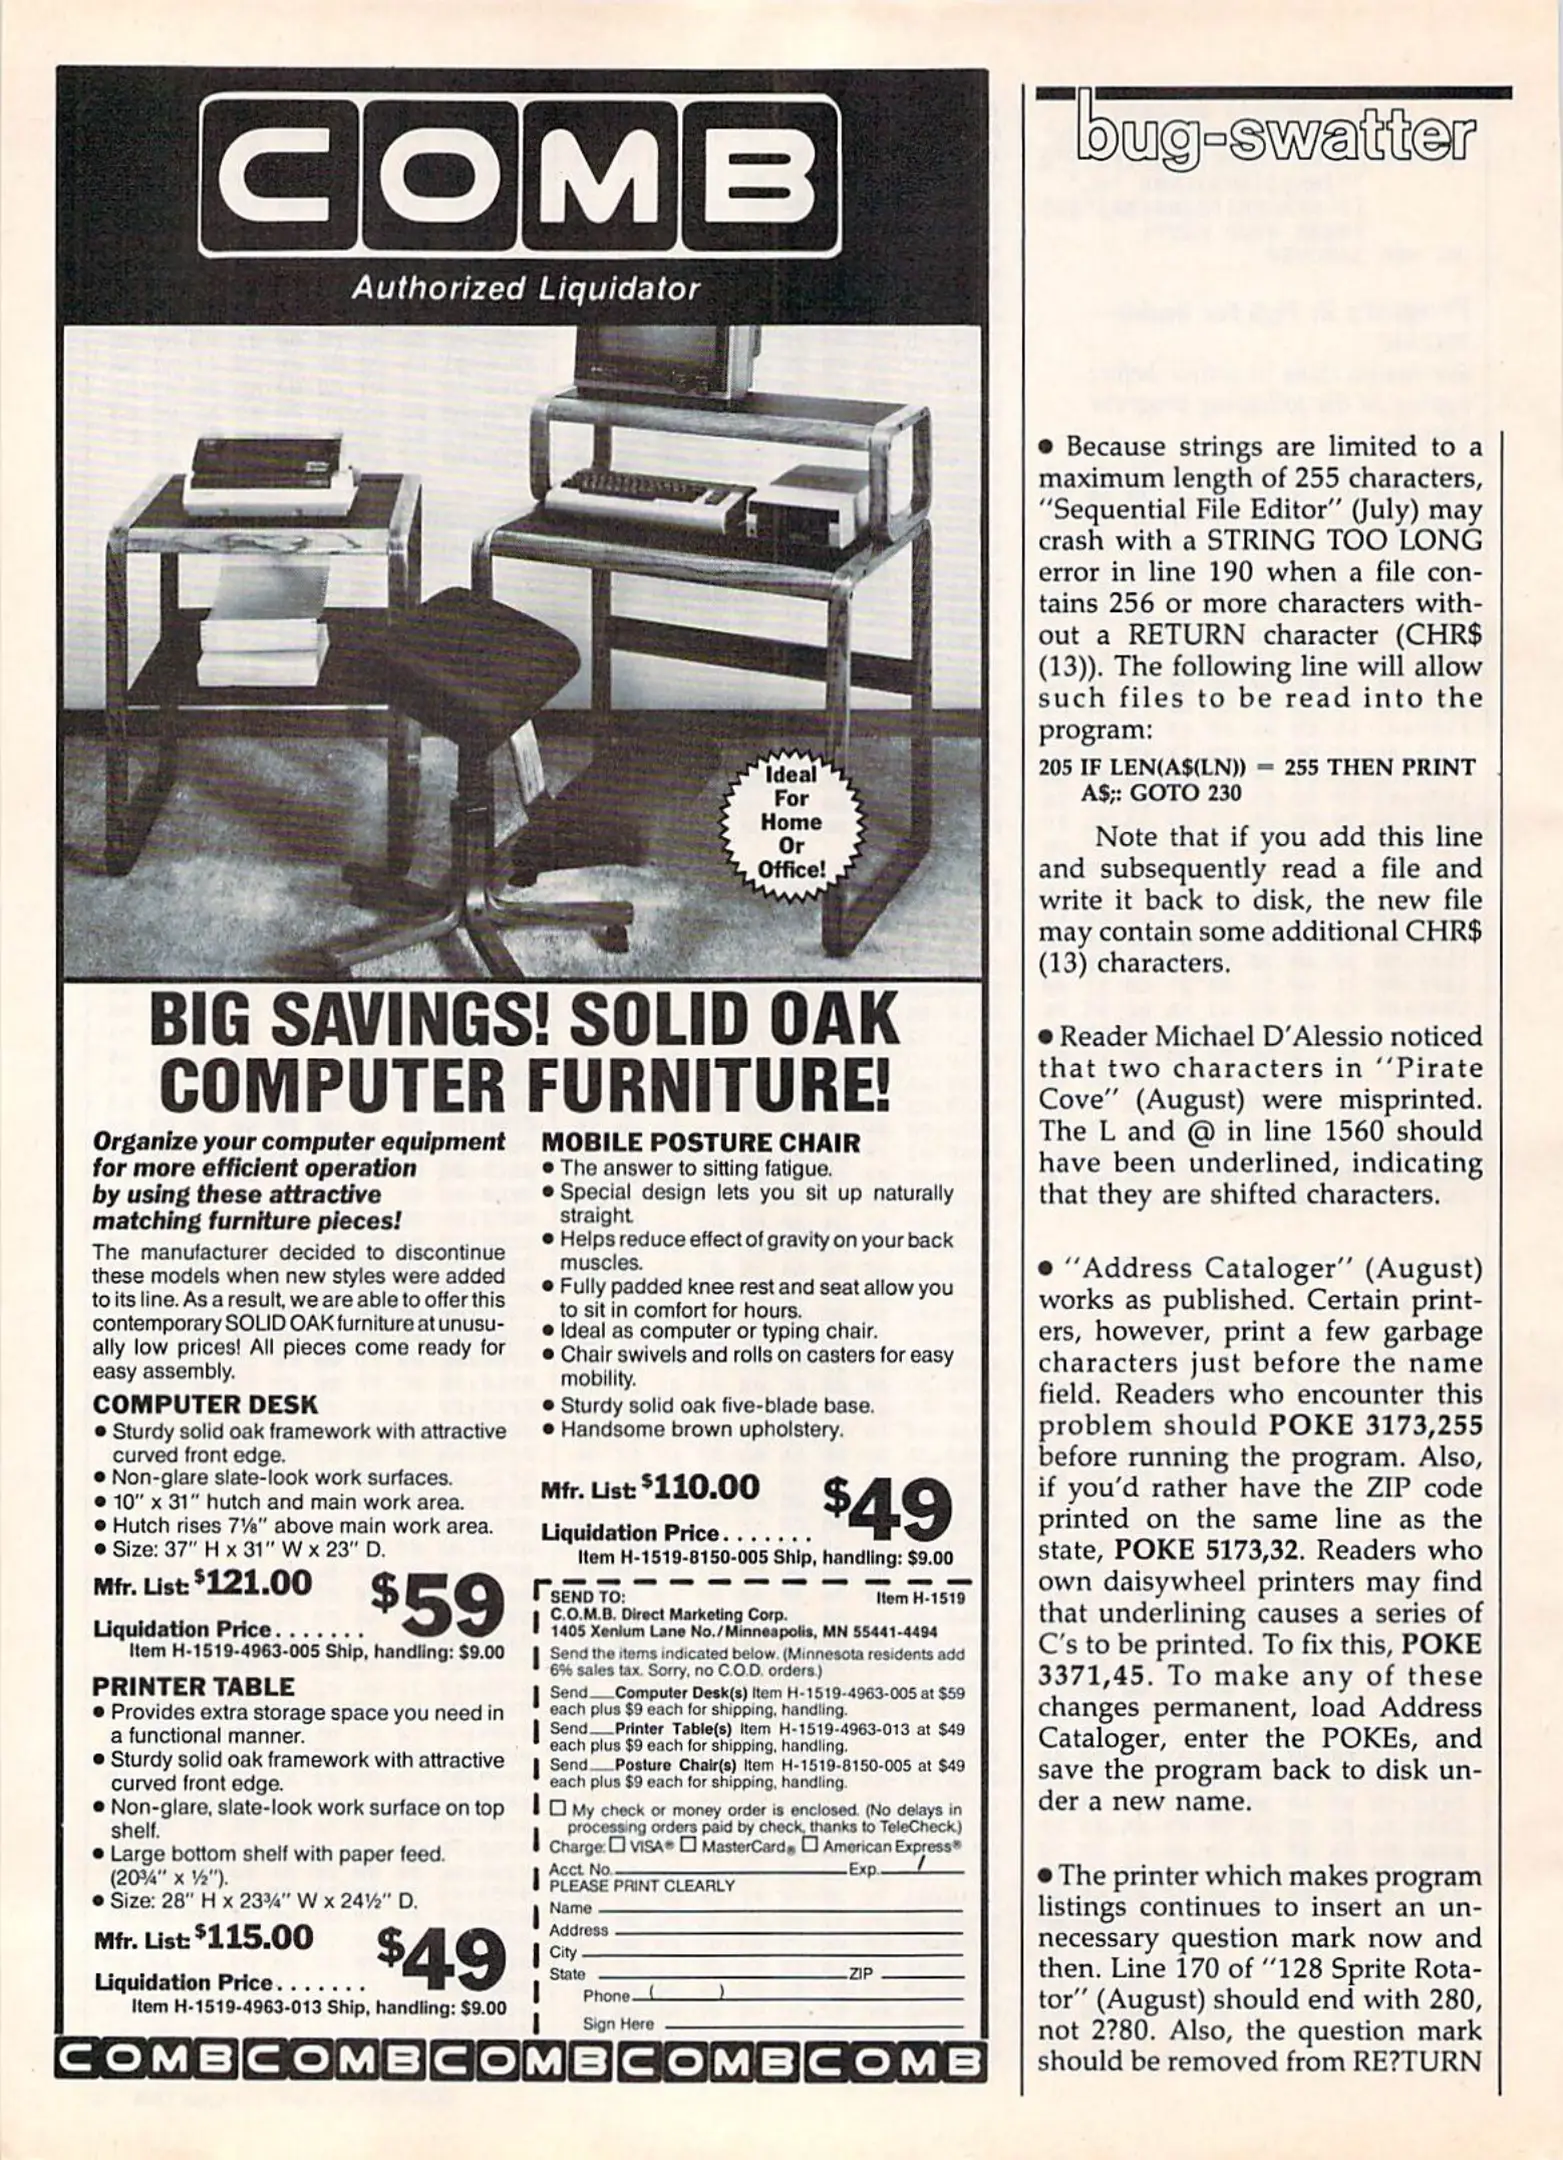 COMB
Authorized Liquidator
Ideal
For
Home
Or
Office!
BIG SAVINGS! SOLID OAK
COMPUTER FURNITURE!
Organize your computer equipment
for more efficient operation
by using these attractive
matching furniture pieces!
The manufacturer decided to discontinue
these models when new styles were added
to its line. As a result, we are able to offer this
contemporary SOLID OAK furniture at unusu-
ally low prices! All pieces come ready for
easy assembly.
COMPUTER DESK
● Sturdy solid oak framework with attractive
curved front edge.
● Non-glare slate-look work surfaces.
● 10" x 31" hutch and main work area.
● Hutch rises 7⅛" above main work area.
● Size: 37" H x 31" W x 23" D.
Mfr. List: $121.00
$59
Liquidation Price.......
Item H-1519-4963-005 Ship, handling: $9.00
PRINTER TABLE
● Provides extra storage space you need in
a functional manner.
● Sturdy solid oak framework with attractive
curved front edge.
● Non-glare, slate-look work surface on top
shelf.
● Large bottom shelf with paper feed.
(20¾" x ½").
● Size: 28" H x 23¾" W x 24½" D.
Mfr. List: $115.00
$49
Liquidation Price.......
Item H-1519-4963-013 Ship, handling: $9.00
MOBILE POSTURE CHAIR
● The answer to sitting fatigue.
● Special design lets you sit up naturally
straight.
● Helps reduce effect of gravity on your back
muscles.
● Fully padded knee rest and seat allow you
to sit in comfort for hours.
● Ideal as computer or typing chair.
● Chair swivels and rolls on casters for easy
mobility.
● Sturdy solid oak five-blade base.
● Handsome brown upholstery.
Mfr. List: $110.00
$49
Liquidation Price.......
Item H-1519-8150-005 Ship, handling: $9.00
SEND TO: Item H-1519
C.O.M.B. Direct Marketing Corp.
1405 Xenium Lane No./Minneapolis, MN 55441-4494
Send the items indicated below. (Minnesota residents add
6% sales tax. Sorry, no C.O.D. orders.)
Send___Computer Desk(s) Item H-1519-4963-005 at $59
each plus $9 each for shipping, handling.
Send___Printer Table(s) Item H-1519-4963-013 at $49
each plus $9 each for shipping, handling.
Send___Posture Chair(s) Item H-1519-8150-005 at $49
each plus $9 each for shipping, handling.
☐ My check or money order is enclosed. (No delays in
processing orders paid by check, thanks to TeleCheck.)
Charge: ☐ VISA® ☐ MasterCard® ☐ American Express®
Acct. No.______ Exp.___/___
PLEASE PRINT CLEARLY
Name ______
Address ______
City ______
State ______ ZIP ______
Phone ( )
Sign Here ______
COMB COMB COMB COMB COMB
bug-swatter
● Because strings are limited to a
maximum length of 255 characters,
"Sequential File Editor" (July) may
crash with a STRING TOO LONG
error in line 190 when a file con-
tains 256 or more characters with-
out a RETURN character (CHR$
(13)). The following line will allow
such files to be read into the
program:
205 IF LEN(A$(LN)) = 255 THEN PRINT
A$;: GOTO 230
Note that if you add this line
and subsequently read a file and
write it back to disk, the new file
may contain some additional CHR$
(13) characters.
● Reader Michael D'Alessio noticed
that two characters in "Pirate
Cove" (August) were misprinted.
The L and @ in line 1560 should
have been underlined, indicating
that they are shifted characters.
● "Address Cataloger" (August)
works as published. Certain print-
ers, however, print a few garbage
characters just before the name
field. Readers who encounter this
problem should POKE 3173,255
before running the program. Also,
if you'd rather have the ZIP code
printed on the same line as the
state, POKE 5173,32. Readers who
own daisywheel printers may find
that underlining causes a series of
C's to be printed. To fix this, POKE
3371,45. To make any of these
changes permanent, load Address
Cataloger, enter the POKEs, and
save the program back to disk un-
der a new name.
● The printer which makes program
listings continues to insert an un-
necessary question mark now and
then. Line 170 of "128 Sprite Rota-
tor" (August) should end with 280,
not 2?80. Also, the question mark
should be removed from RE?TURN